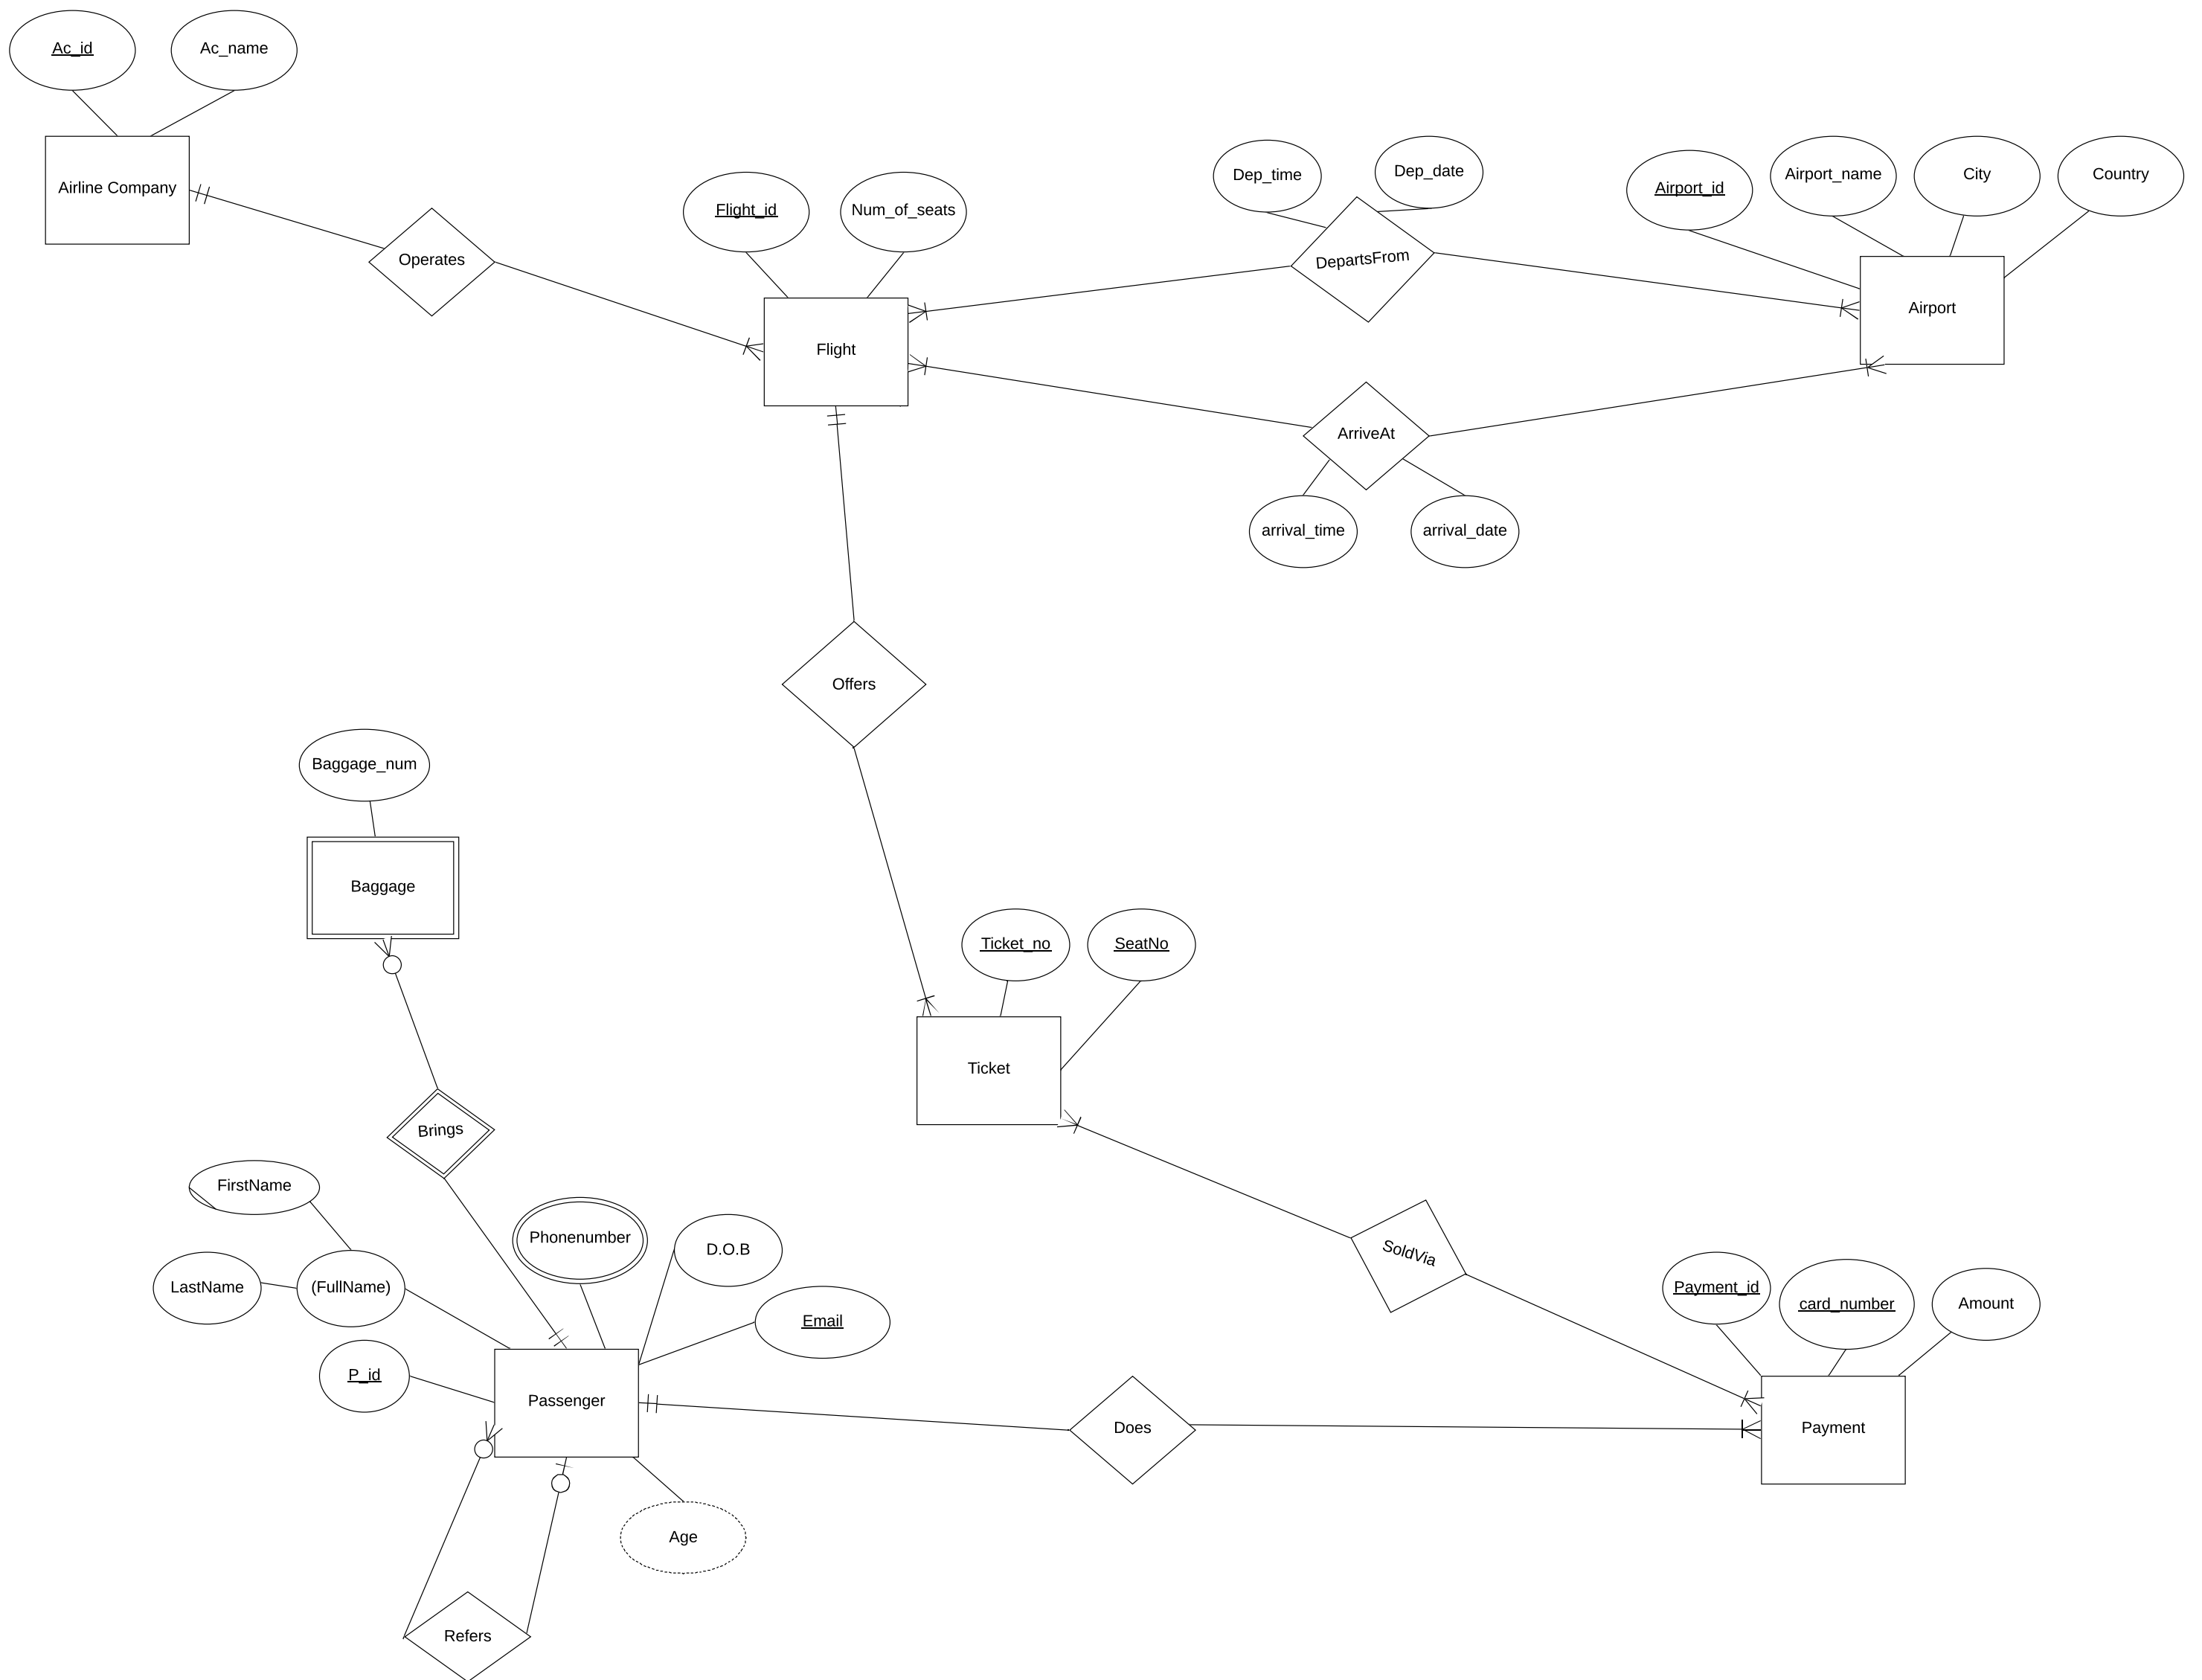 Ac_id
Ac_name
Airline Company
Operates
Flight_id
Num_of_seats
Flight
Dep_time
Dep_date
DepartsFrom
Airport_id
Airport_name
City
Country
Airport
ArriveAt
arrival_time
arrival_date
Offers
Baggage_num
Baggage
Ticket_no
SeatNo
Ticket
Brings
FirstName
LastName
(FullName)
Phonenumber
D.O.B
Email
P_id
Passenger
SoldVia
Payment_id
card_number
Amount
Does
Payment
Age
Refers